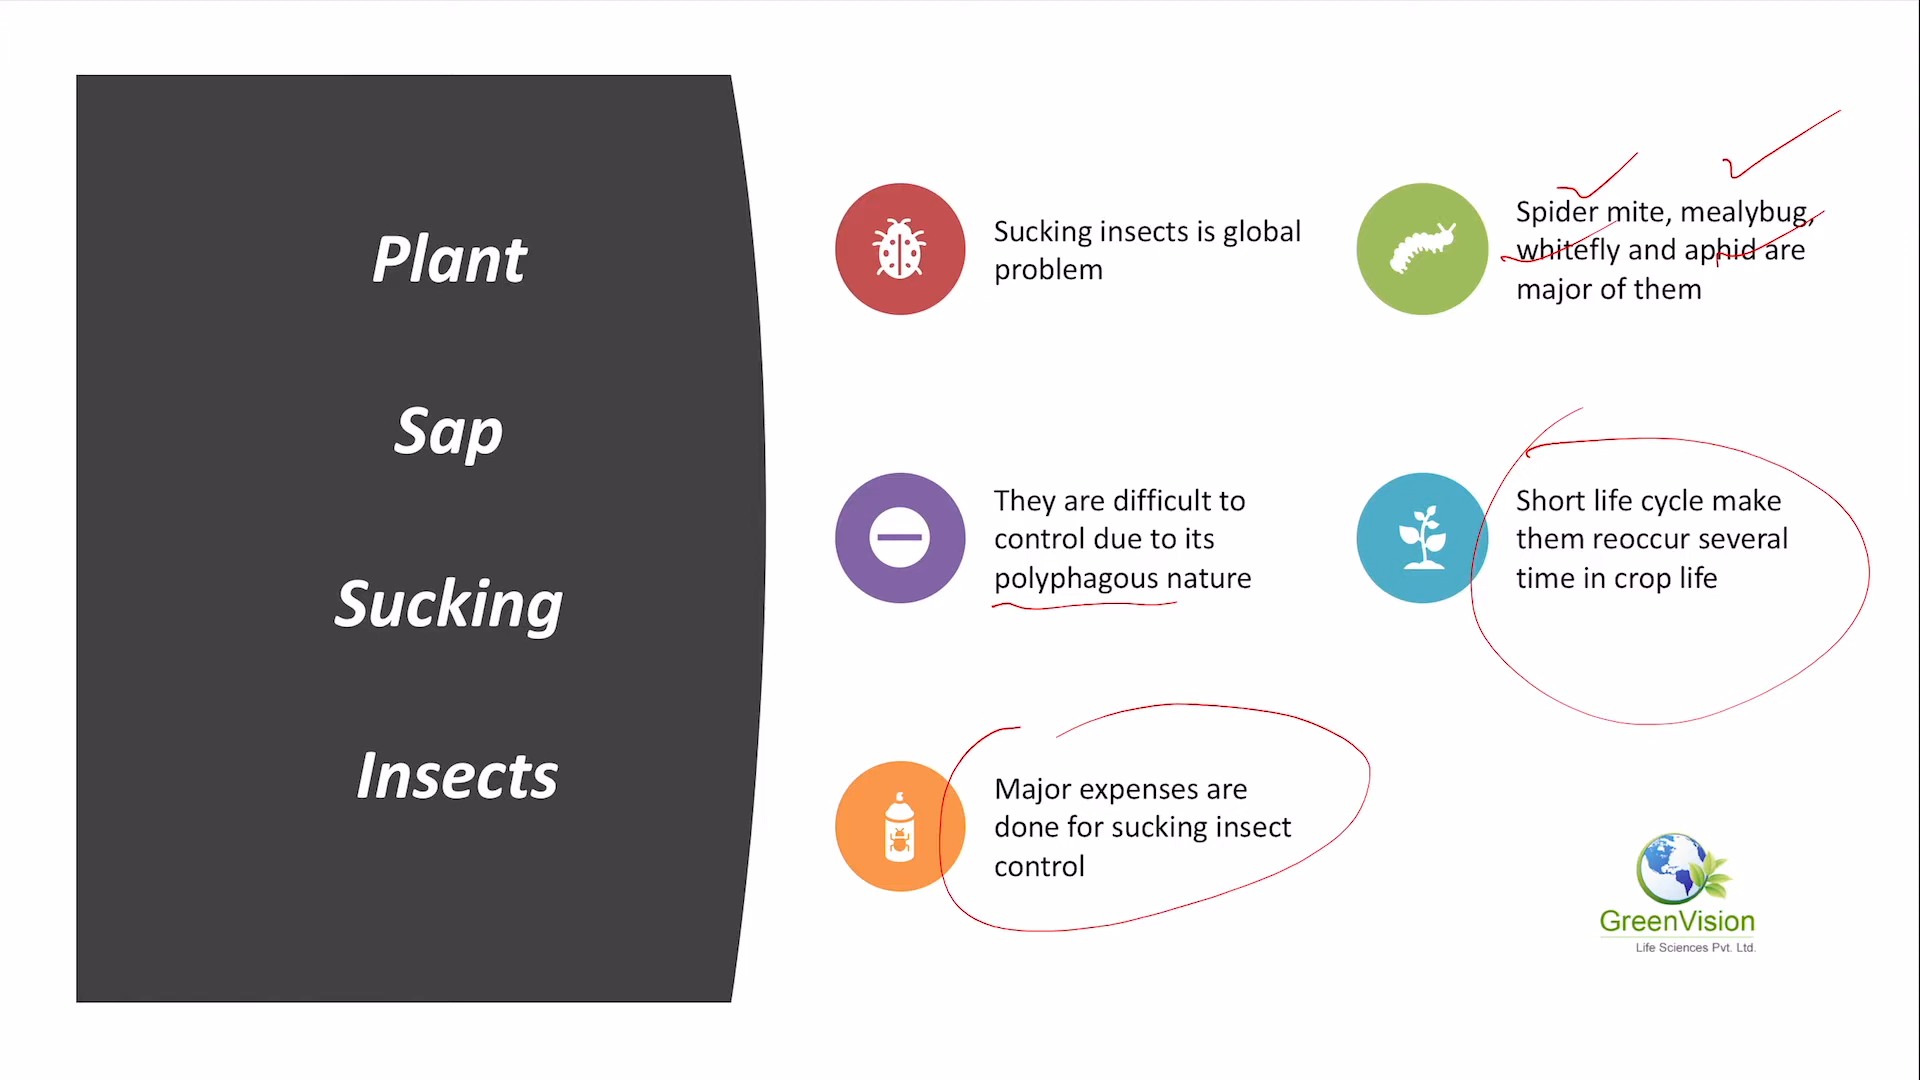 Plant
Sap
Sucking
Insects
Sucking insects is global
problem
Spider mite, mealybug,
whitefly and aphid are
major of them
They are difficult to
control due to its
polyphagous nature
Short life cycle make
them reoccur several
time in crop life
Major expenses are
done for sucking insect
control
GreenVision
Life Sciences Pvt. Ltd.